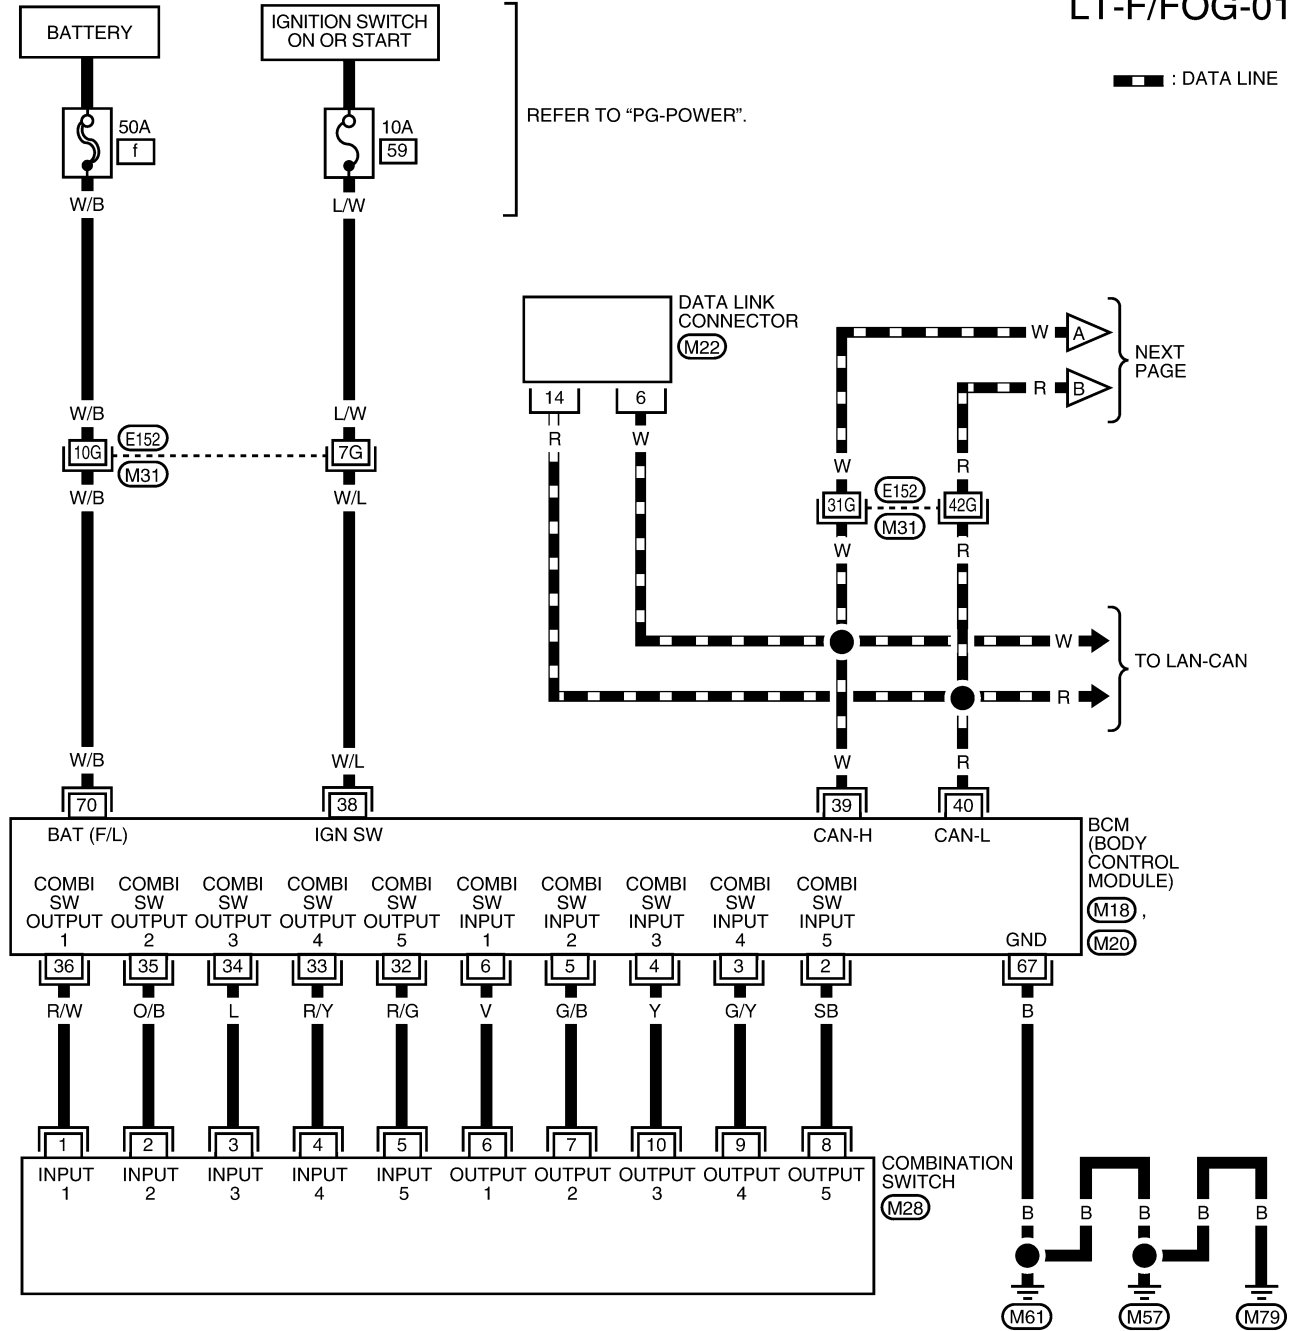 LT-F/FOG-01
BATTERY
IGNITION SWITCH
ON OR START
: DATA LINE
REFER TO “PG-POWER”.
50A
f
10A
59
W/B
L/W
DATA LINK
CONNECTOR
M22
W
A
R
B
NEXT
PAGE
14
6
R
W
W/B
L/W
10G
E152
M31
7G
W/B
W/L
W
R
31G
E152
M31
42G
W
R
W
R
TO LAN-CAN
W/B
W/L
W
R
70
38
39
40
BAT (F/L)
IGN SW
CAN-H
CAN-L
BCM
(BODY
CONTROL
MODULE)
M18 ,
M20
COMBI
SW
OUTPUT
1
COMBI
SW
OUTPUT
2
COMBI
SW
OUTPUT
3
COMBI
SW
OUTPUT
4
COMBI
SW
OUTPUT
5
COMBI
SW
INPUT
1
COMBI
SW
INPUT
2
COMBI
SW
INPUT
3
COMBI
SW
INPUT
4
COMBI
SW
INPUT
5
GND
36
35
34
33
32
6
5
4
3
2
67
R/W
O/B
L
R/Y
R/G
V
G/B
Y
G/Y
SB
B
1
2
3
4
5
6
7
10
9
8
INPUT
1
INPUT
2
INPUT
3
INPUT
4
INPUT
5
OUTPUT
1
OUTPUT
2
OUTPUT
3
OUTPUT
4
OUTPUT
5
COMBINATION
SWITCH
M28
B
B
B
B
B
M61
M57
M79